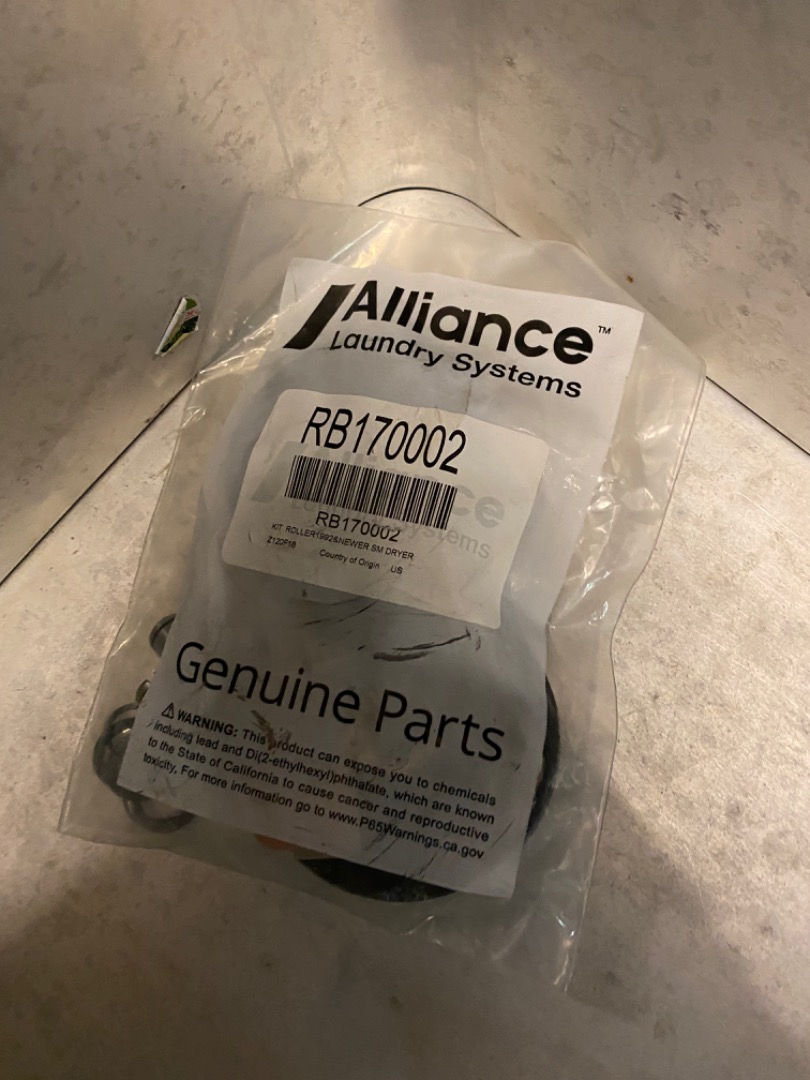 Alliance™
Laundry Systems
RB170002
RB170002
KIT ROLLER1992&NEWER SM DRYER
Z120P18 Country of Origin US
Genuine Parts
⚠ WARNING: This product can expose you to chemicals
including lead and Di(2-ethylhexyl)phthalate, which are known
to the State of California to cause cancer and reproductive
toxicity, For more information go to www.P65Warnings.ca.gov